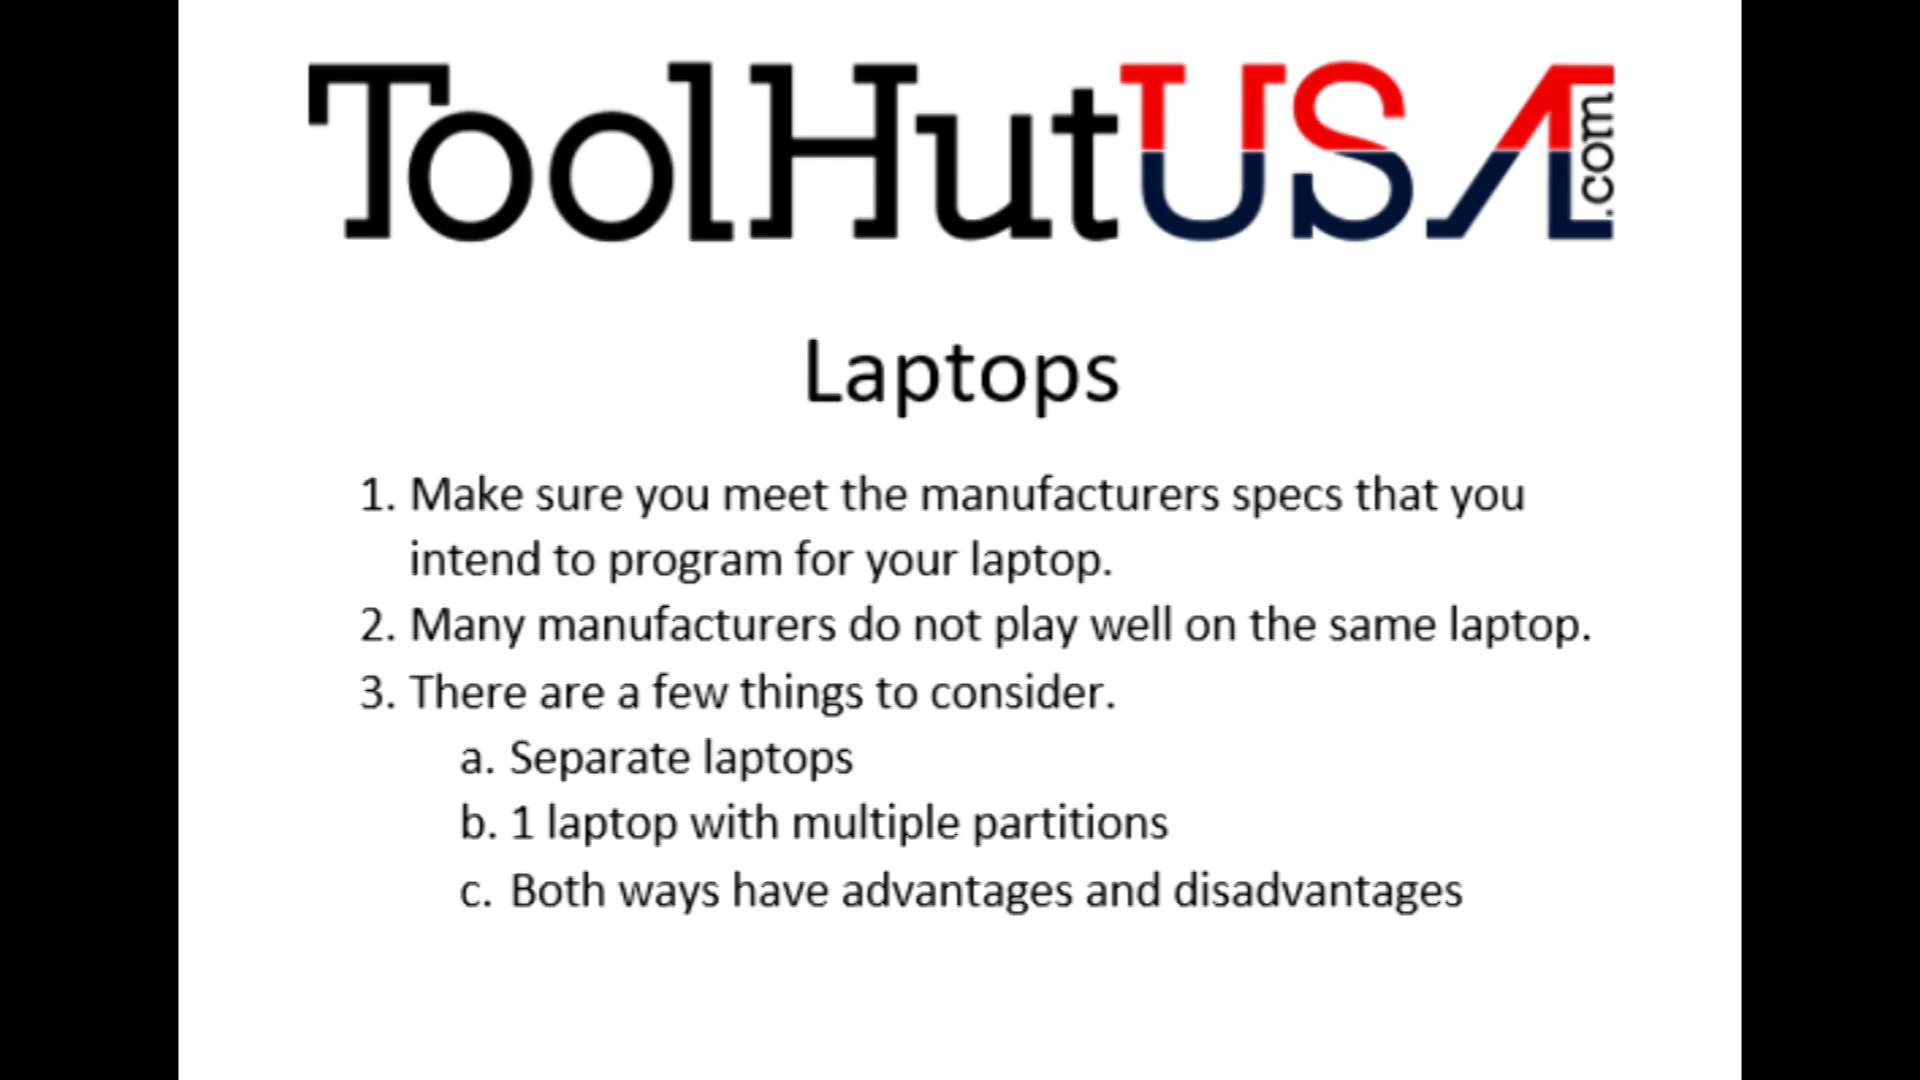 ToolHutUSA.com
Laptops
1. Make sure you meet the manufacturers specs that you
intend to program for your laptop.
2. Many manufacturers do not play well on the same laptop.
3. There are a few things to consider.
a. Separate laptops
b. 1 laptop with multiple partitions
c. Both ways have advantages and disadvantages